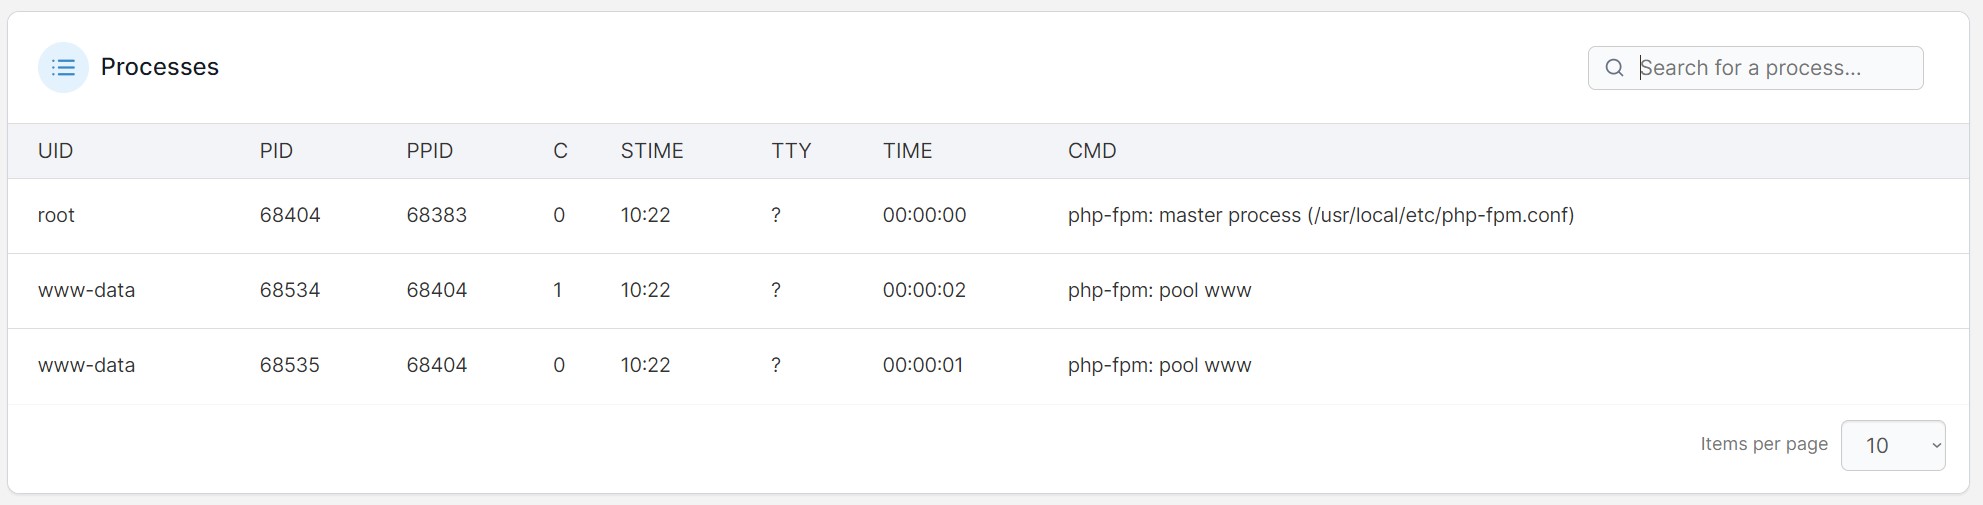 Processes
Search for a process...
UID PID PPID C STIME TTY TIME CMD
root 68404 68383 0 10:22 ? 00:00:00 php-fpm: master process (/usr/local/etc/php-fpm.conf)
www-data 68534 68404 1 10:22 ? 00:00:02 php-fpm: pool www
www-data 68535 68404 0 10:22 ? 00:00:01 php-fpm: pool www
Items per page 10